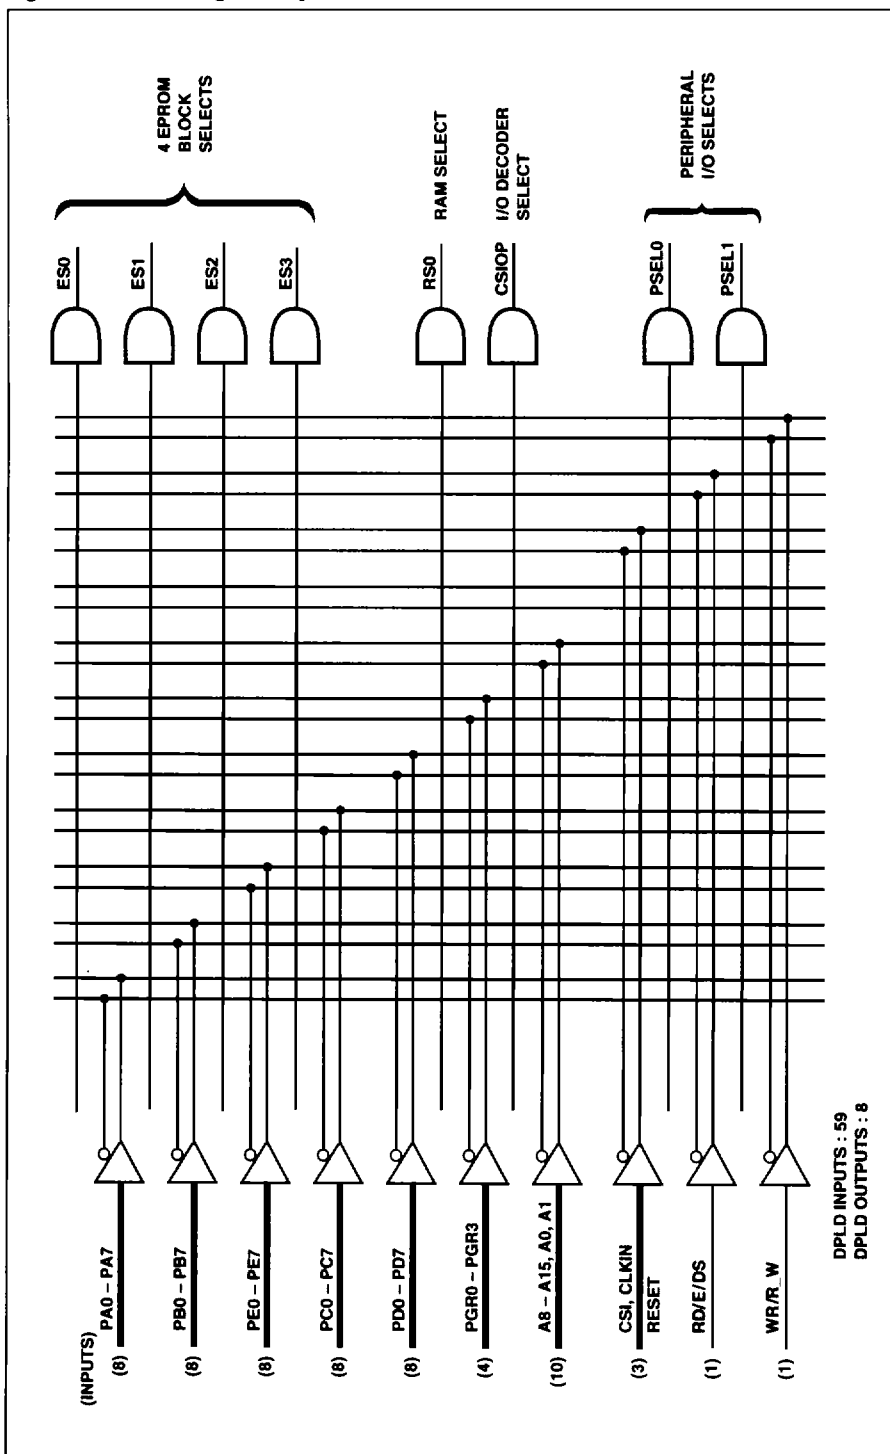 (INPUTS)
(8) PA0 – PA7
(8) PB0 – PB7
(8) PE0 – PE7
(8) PC0 – PC7
(8) PD0 – PD7
(4) PGR0 – PGR3
(10) A8 – A15, A0, A1
(3) CSI, CLKIN
RESET
(1) RD/E/DS
(1) WR/R_W
ES0
ES1
ES2
ES3
4 EPROM
BLOCK
SELECTS
RS0
RAM SELECT
CSIOP
I/O DECODER
SELECT
PSEL0
PSEL1
PERIPHERAL
I/O SELECTS
DPLD INPUTS : 59
DPLD OUTPUTS : 8